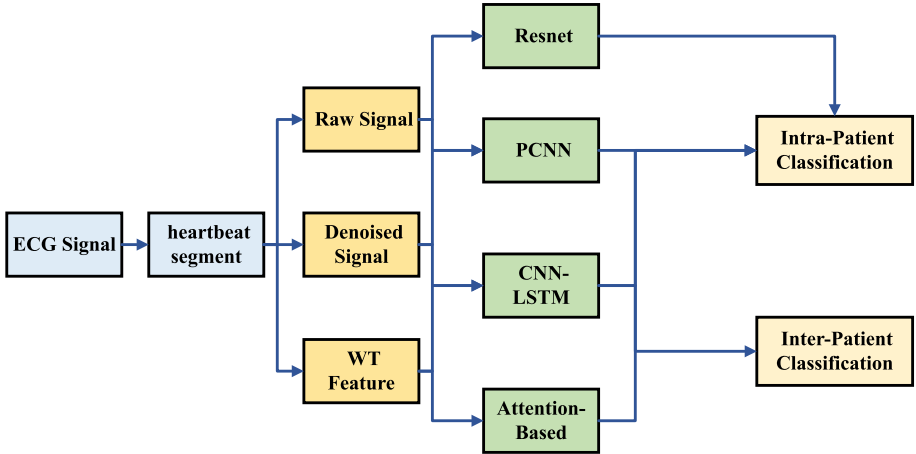 ECG Signal
heartbeat
segment
Raw Signal
Denoised
Signal
WT
Feature
Resnet
PCNN
CNN-
LSTM
Attention-
Based
Intra-Patient
Classification
Inter-Patient
Classification